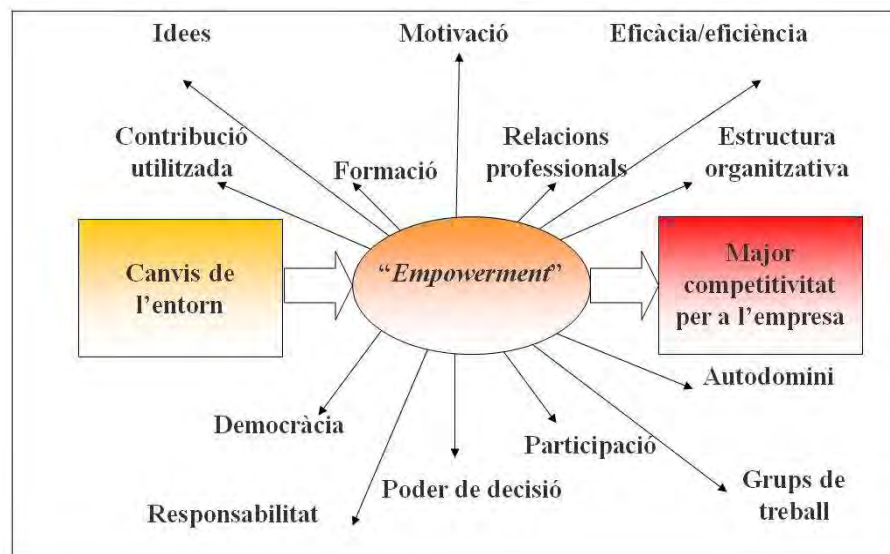 Idees
Motivació
Eficàcia/eficiència
Contribució
utilitzada
Formació
Relacions
professionals
Estructura
organitzativa
Canvis de
l’entorn
“Empowerment”
Major
competitivitat
per a l’empresa
Autodomini
Democràcia
Participació
Poder de decisió
Grups de
treball
Responsabilitat